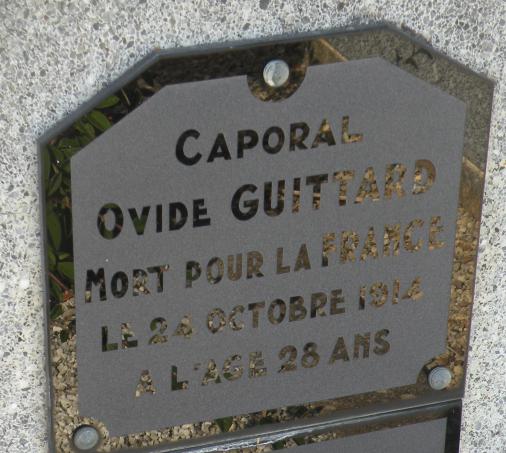 CAPORAL
OVIDE GUITTARD
MORT POUR LA FRANCE
LE 24 OCTOBRE 1914
A L'AGE 28 ANS